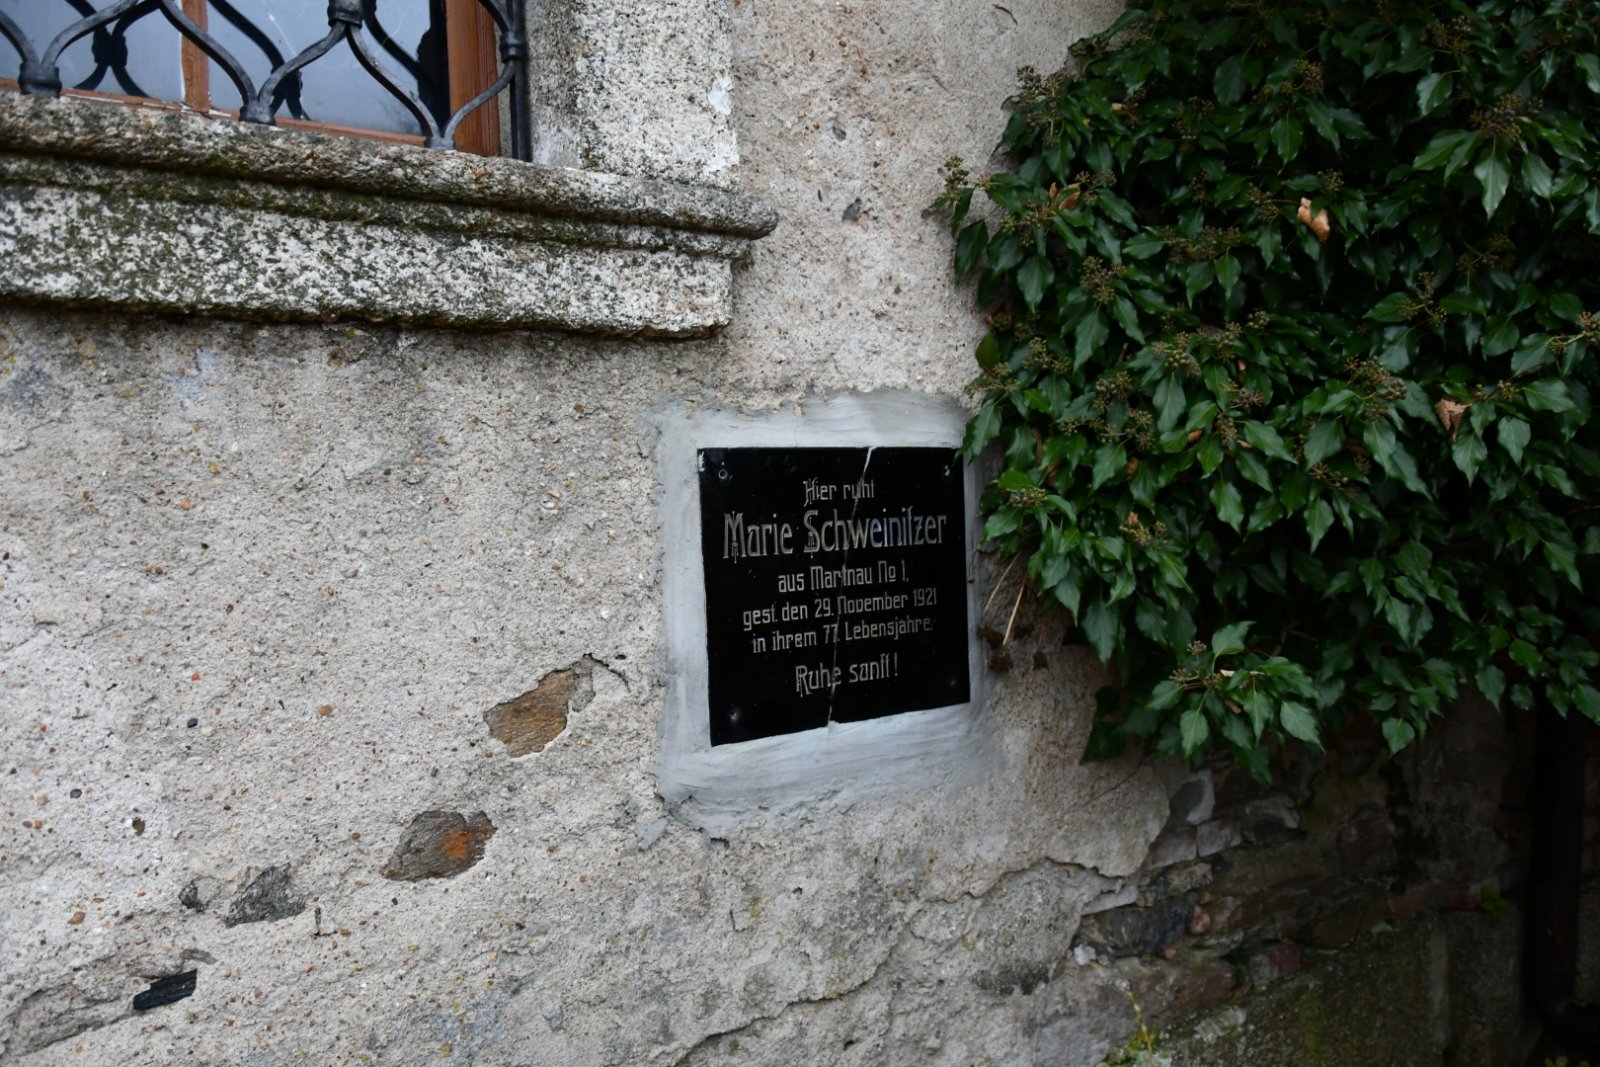 Hier ruht
Marie Schweinitzer
aus Martnau No 1,
gest. den 29. November 1921
in ihrem 77. Lebensjahre.
Ruhe sanft!